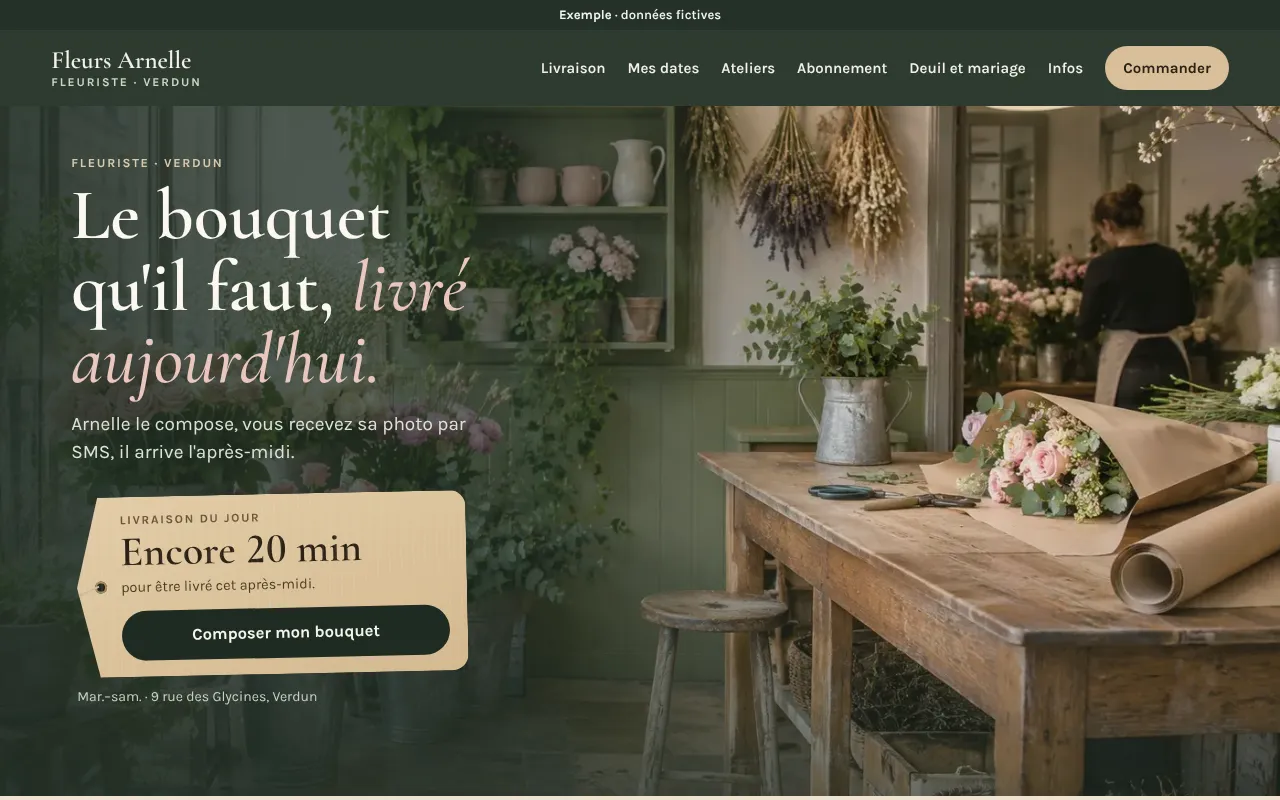 Exemple · données fictives
Fleurs Arnelle
FLEURISTE · VERDUN
Livraison
Mes dates
Ateliers
Abonnement
Deuil et mariage
Infos
Commander
FLEURISTE · VERDUN
Le bouquet
qu'il faut, livré
aujourd'hui.
Arnelle le compose, vous recevez sa photo par
SMS, il arrive l'après-midi.
LIVRAISON DU JOUR
Encore 20 min
pour être livré cet après-midi.
Composer mon bouquet
Mar.–sam. · 9 rue des Glycines, Verdun